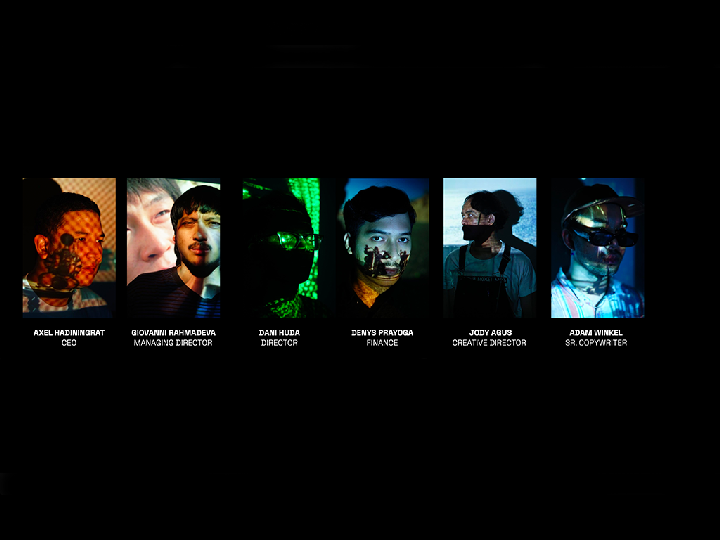 AXEL HADININGRAT
CEO
GIOVANNI RAHMADEVA
MANAGING DIRECTOR
DANI HUDA
DIRECTOR
DENYS PRAYOGA
FINANCE
JODY AGUS
CREATIVE DIRECTOR
ADAM WINKEL
SR. COPYWRITER